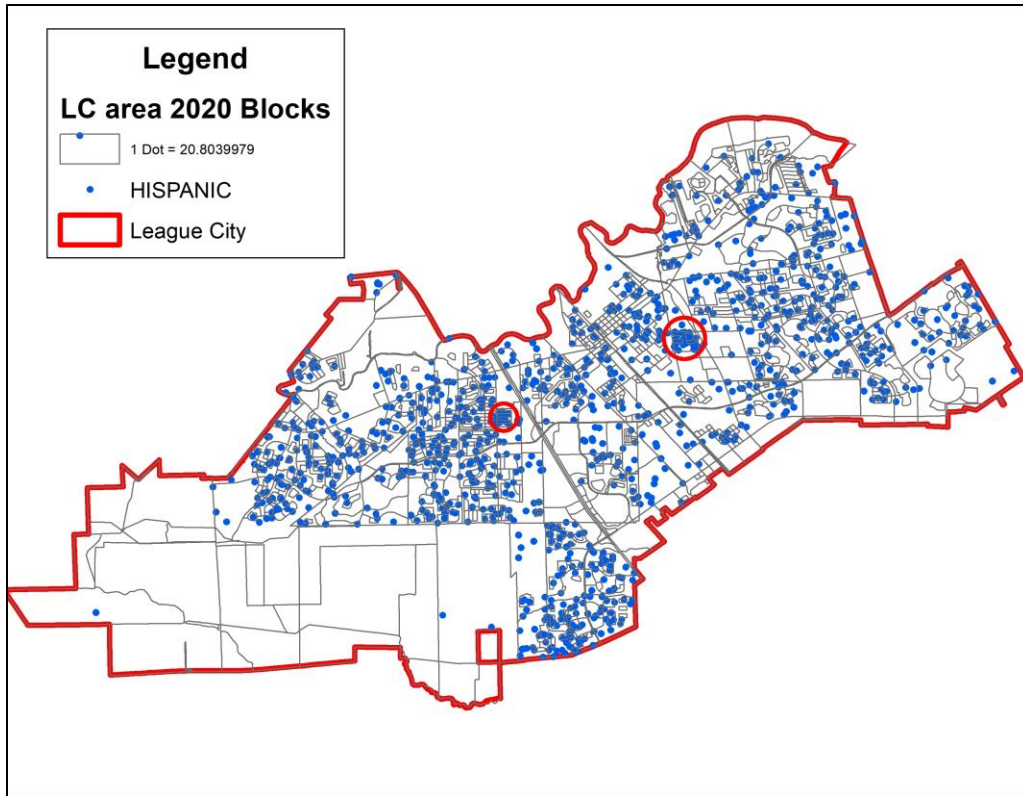 Legend
LC area 2020 Blocks
1 Dot = 20.8039979
HISPANIC
League City